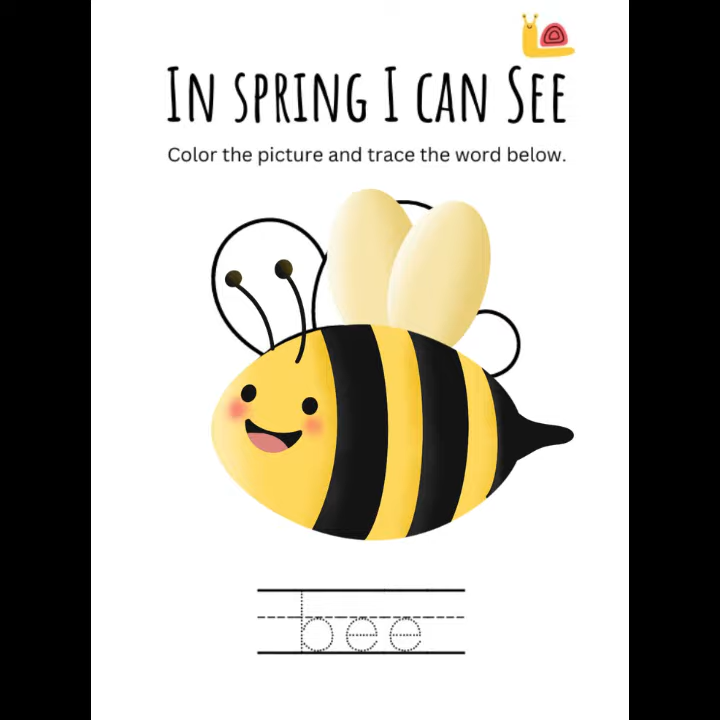 In spring I can See
Color the picture and trace the word below.
bee